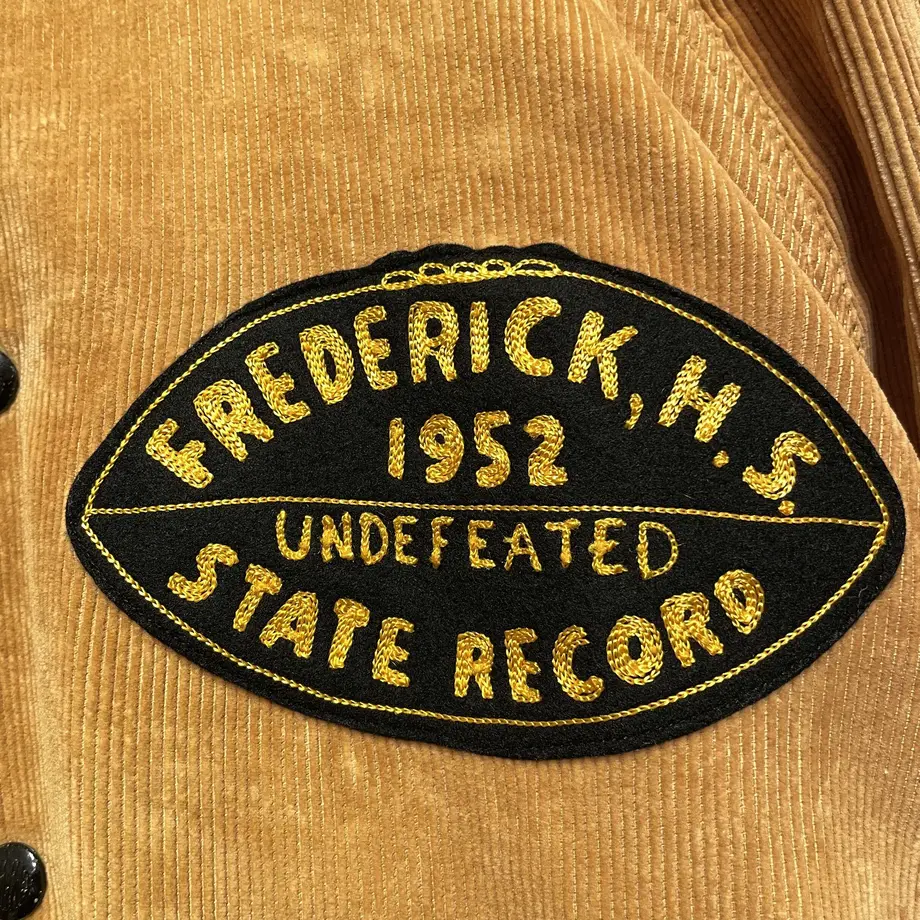 FREDERICK, H.S.
1952
UNDEFEATED
STATE RECORD